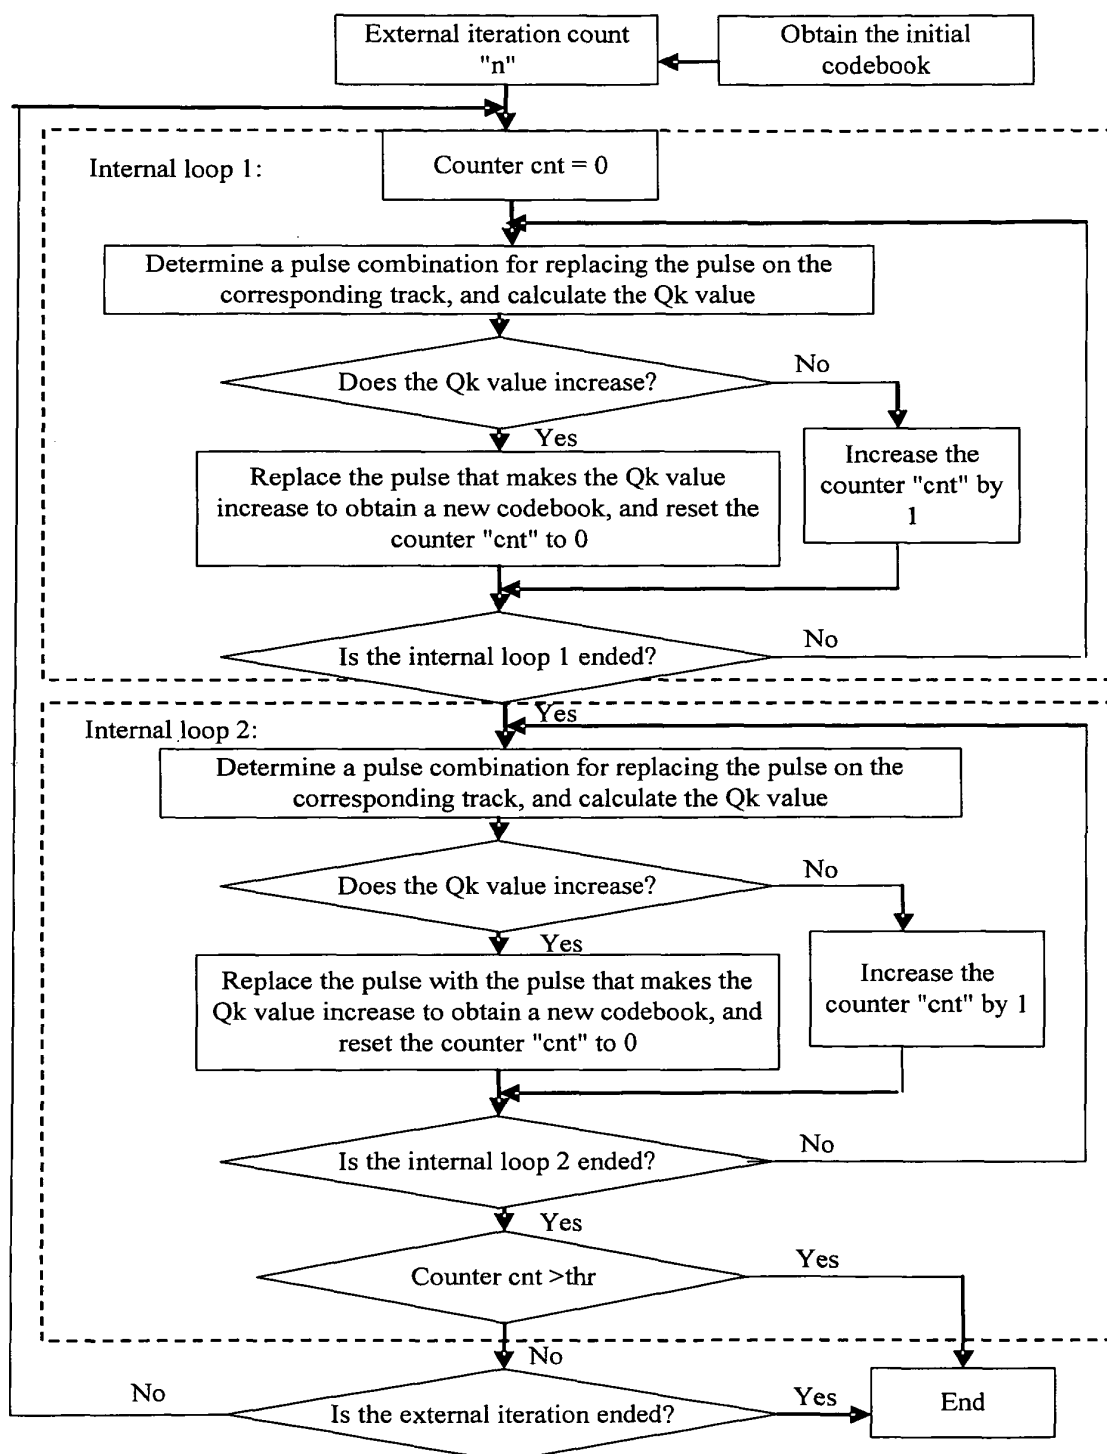 External iteration count
"n"
Obtain the initial
codebook
Internal loop 1:
Counter cnt = 0
Determine a pulse combination for replacing the pulse on the
corresponding track, and calculate the Qk value
Does the Qk value increase?
No
Yes
Replace the pulse that makes the Qk value
increase to obtain a new codebook, and reset the
counter "cnt" to 0
Increase the
counter "cnt" by
1
Is the internal loop 1 ended?
No
Yes
Internal loop 2:
Determine a pulse combination for replacing the pulse on the
corresponding track, and calculate the Qk value
Does the Qk value increase?
No
Yes
Replace the pulse with the pulse that makes the
Qk value increase to obtain a new codebook, and
reset the counter "cnt" to 0
Increase the
counter "cnt" by 1
Is the internal loop 2 ended?
No
Yes
Counter cnt >thr
Yes
No
No
Is the external iteration ended?
Yes
End